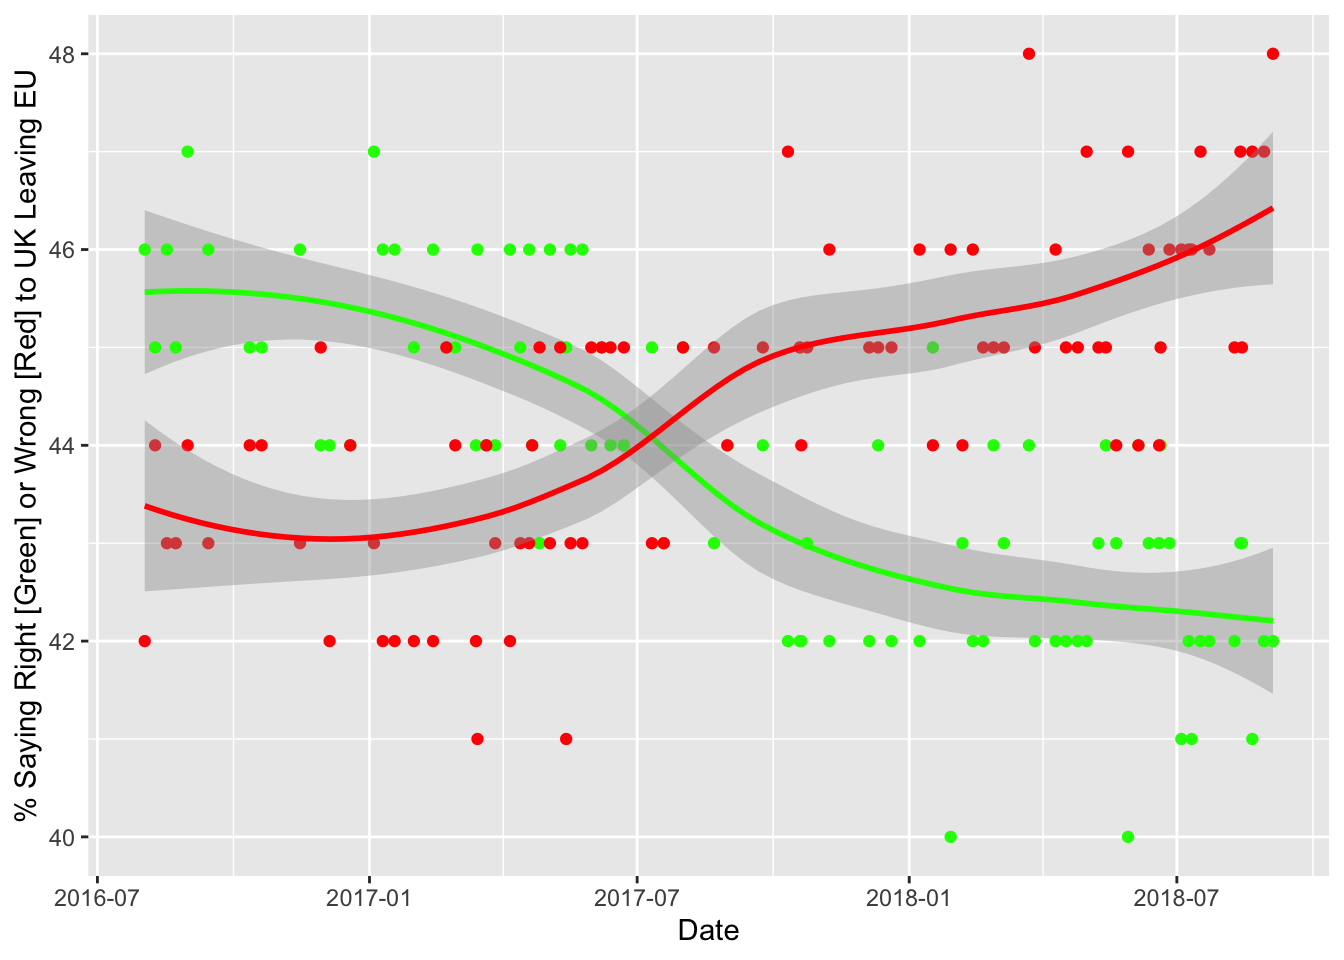 % Saying Right [Green] or Wrong [Red] to UK Leaving EU
48
46
44
42
40
2016-07 2017-01 2017-07 2018-01 2018-07
Date